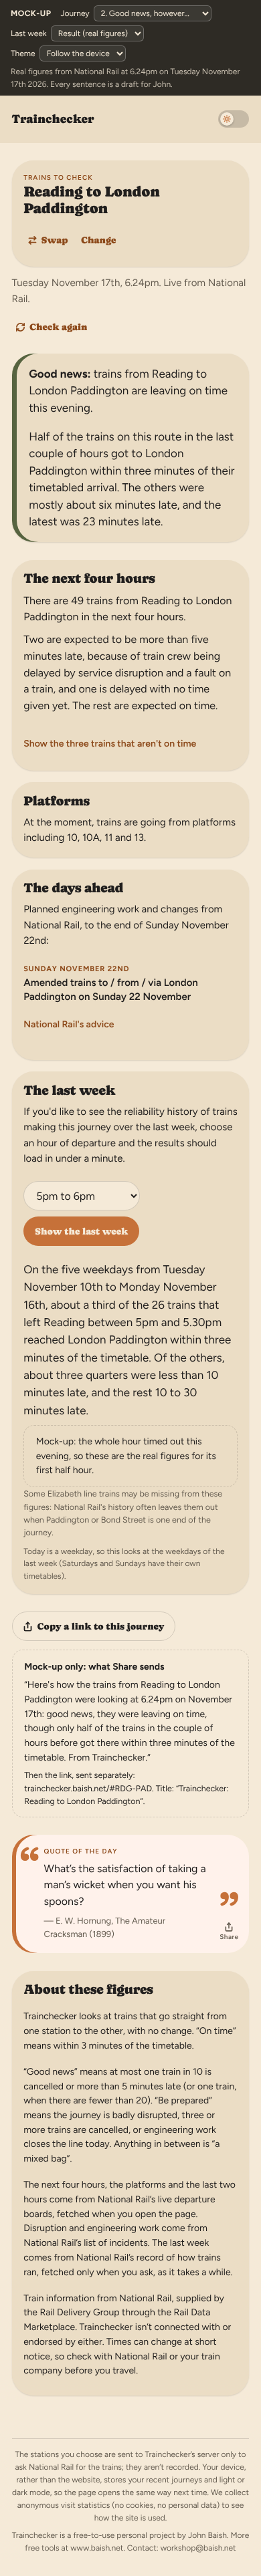 MOCK-UP Journey 2. Good news, however...
Last week Result (real figures)
Theme Follow the device
Real figures from National Rail at 6.24pm on Tuesday November
17th 2026. Every sentence is a draft for John.
Trainchecker
TRAINS TO CHECK
Reading to London
Paddington
Swap Change
Tuesday November 17th, 6.24pm. Live from National
Rail.
Check again
Good news: trains from Reading to
London Paddington are leaving on time
this evening.
Half of the trains on this route in the last
couple of hours got to London
Paddington within three minutes of their
timetabled arrival. The others were
mostly about six minutes late, and the
latest was 23 minutes late.
The next four hours
There are 49 trains from Reading to London
Paddington in the next four hours.
Two are expected to be more than five
minutes late, because of train crew being
delayed by service disruption and a fault on
a train, and one is delayed with no time
given yet. The rest are expected on time.
Show the three trains that aren't on time
Platforms
At the moment, trains are going from platforms
including 10, 10A, 11 and 13.
The days ahead
Planned engineering work and changes from
National Rail, to the end of Sunday November
22nd:
SUNDAY NOVEMBER 22ND
Amended trains to / from / via London
Paddington on Sunday 22 November
National Rail's advice
The last week
If you'd like to see the reliability history of trains
making this journey over the last week, choose
an hour of departure and the results should
load in under a minute.
5pm to 6pm
Show the last week
On the five weekdays from Tuesday
November 10th to Monday November
16th, about a third of the 26 trains that
left Reading between 5pm and 5.30pm
reached London Paddington within three
minutes of the timetable. Of the others,
about three quarters were less than 10
minutes late, and the rest 10 to 30
minutes late.
Mock-up: the whole hour timed out this
evening, so these are the real figures for its
first half hour.
Some Elizabeth line trains may be missing from these
figures: National Rail's history often leaves them out
when Paddington or Bond Street is one end of the
journey.
Today is a weekday, so this looks at the weekdays of the
last week (Saturdays and Sundays have their own
timetables).
Copy a link to this journey
Mock-up only: what Share sends
"Here's how the trains from Reading to London
Paddington were looking at 6.24pm on November
17th: good news, they were leaving on time,
though only half of the trains in the couple of
hours before got there within three minutes of the
timetable. From Trainchecker."
Then the link, sent separately:
trainchecker.baish.net/#RDG-PAD. Title: "Trainchecker:
Reading to London Paddington".
QUOTE OF THE DAY
What's the satisfaction of taking a
man's wicket when you want his
spoons?
— E. W. Hornung, The Amateur
Cracksman (1899)
Share
About these figures
Trainchecker looks at trains that go straight from
one station to the other, with no change. "On time"
means within 3 minutes of the timetable.
"Good news" means at most one train in 10 is
cancelled or more than 5 minutes late (or one train,
when there are fewer than 20). "Be prepared"
means the journey is badly disrupted, three or
more trains are cancelled, or engineering work
closes the line today. Anything in between is "a
mixed bag".
The next four hours, the platforms and the last two
hours come from National Rail's live departure
boards, fetched when you open the page.
Disruption and engineering work come from
National Rail's list of incidents. The last week
comes from National Rail's record of how trains
ran, fetched only when you ask, as it takes a while.
Train information from National Rail, supplied by
the Rail Delivery Group through the Rail Data
Marketplace. Trainchecker isn't connected with or
endorsed by either. Times can change at short
notice, so check with National Rail or your train
company before you travel.
The stations you choose are sent to Trainchecker's server only to
ask National Rail for the trains; they aren't recorded. Your device,
rather than the website, stores your recent journeys and light or
dark mode, so the page opens the same way next time. We collect
anonymous visit statistics (no cookies, no personal data) to see
how the site is used.
Trainchecker is a free-to-use personal project by John Baish. More
free tools at www.baish.net. Contact: workshop@baish.net